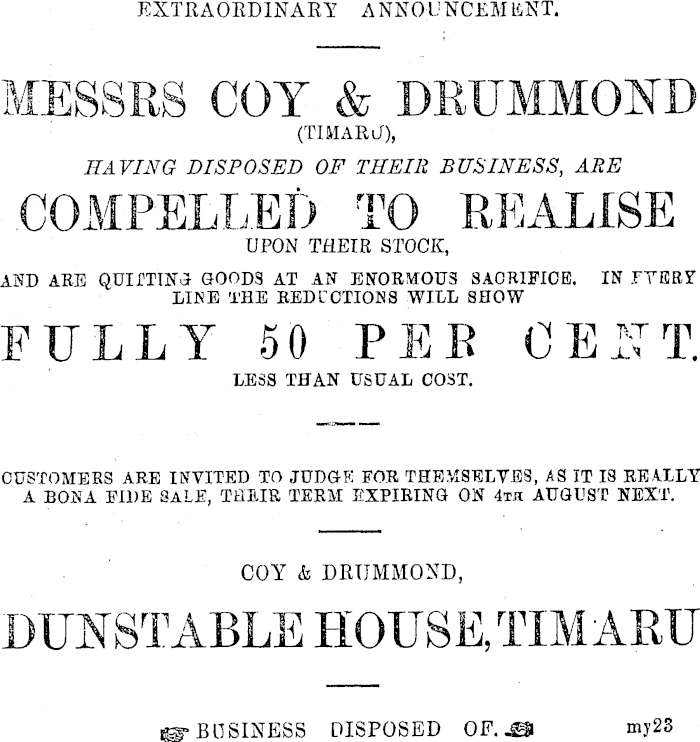 EXTRAORDINARY ANNOUNCEMENT.
MESSRS COY & DRUMMOND
(TIMARU),
HAVING DISPOSED OF THEIR BUSINESS, ARE
COMPELLED TO REALISE
UPON THEIR STOCK,
AND ARE QUITTING GOODS AT AN ENORMOUS SACRIFICE. IN EVERY
LINE THE REDUCTIONS WILL SHOW
FULLY 50 PER CENT.
LESS THAN USUAL COST.
CUSTOMERS ARE INVITED TO JUDGE FOR THEMSELVES, AS IT IS REALLY
A BONA FIDE SALE, THEIR TERM EXPIRING ON 4TH AUGUST NEXT.
COY & DRUMMOND,
DUNSTABLE HOUSE, TIMARU
☞ BUSINESS DISPOSED OF. ☜ my23